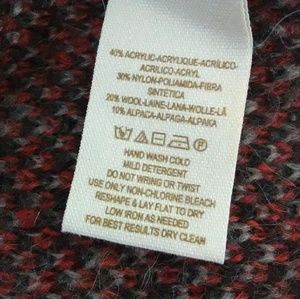 40% ACRYLIC-ACRYLIQUE-ACRÍLICO-
ACRILICO-ACRYL
30% NYLON-POLIAMIDA-FIBRA
SINTÉTICA
20% WOOL-LAINE-LANA-WOLLE-LÃ
10% ALPACA-ALPAGA-ALPAKA
HAND WASH COLD
MILD DETERGENT
DO NOT WRING OR TWIST
USE ONLY NON-CHLORINE BLEACH
RESHAPE & LAY FLAT TO DRY
LOW IRON AS NEEDED
FOR BEST RESULTS DRY CLEAN